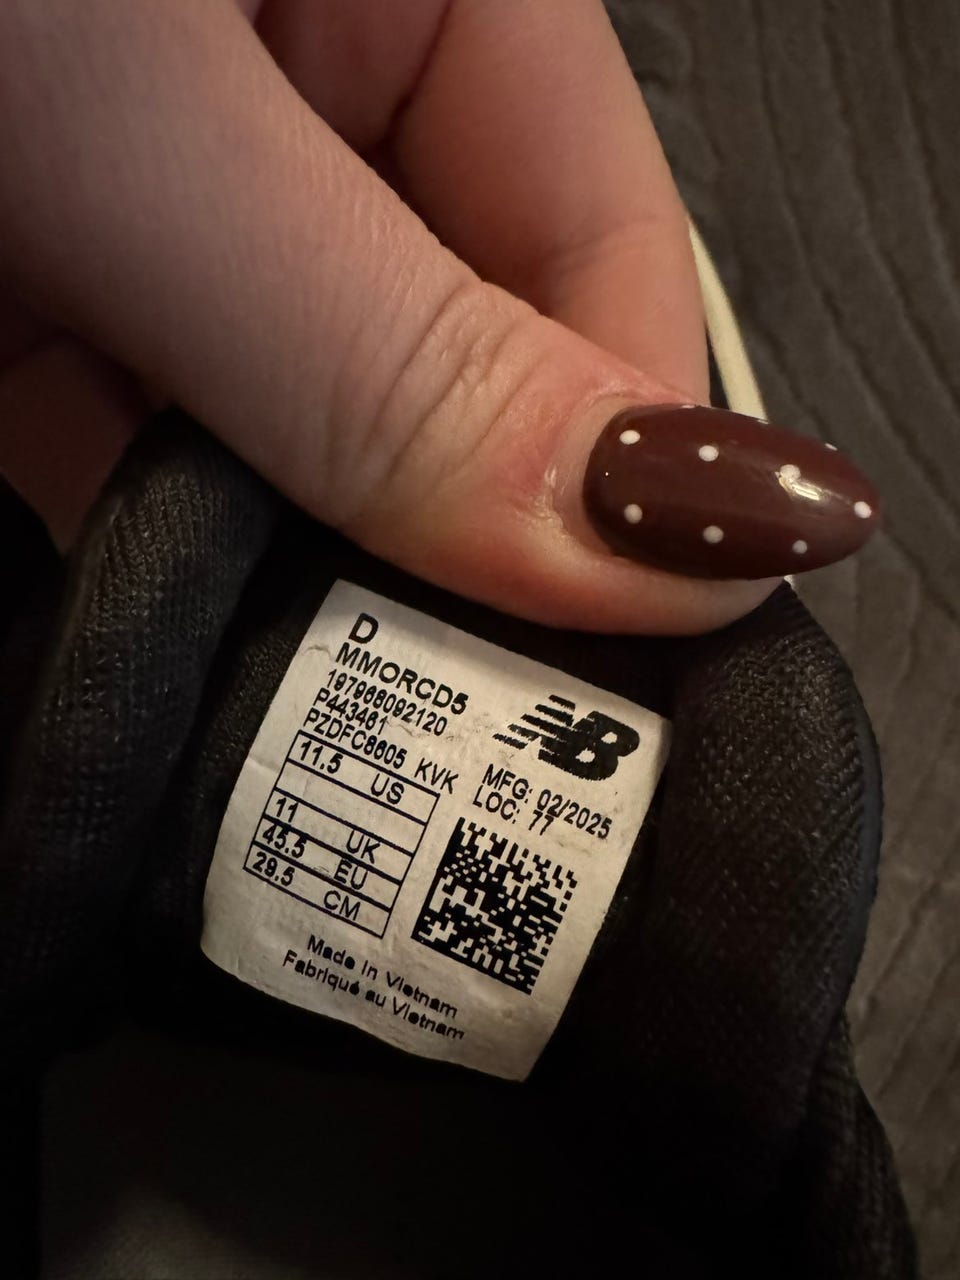 D
MMORCD5
197968092120
P443461
PZDFC8605 KVK
NB
MFG: 02/2025
LOC: 77
11.5 US
11 UK
45.5 EU
29.5 CM
Made In Vietnam
Fabriqué au Vietnam